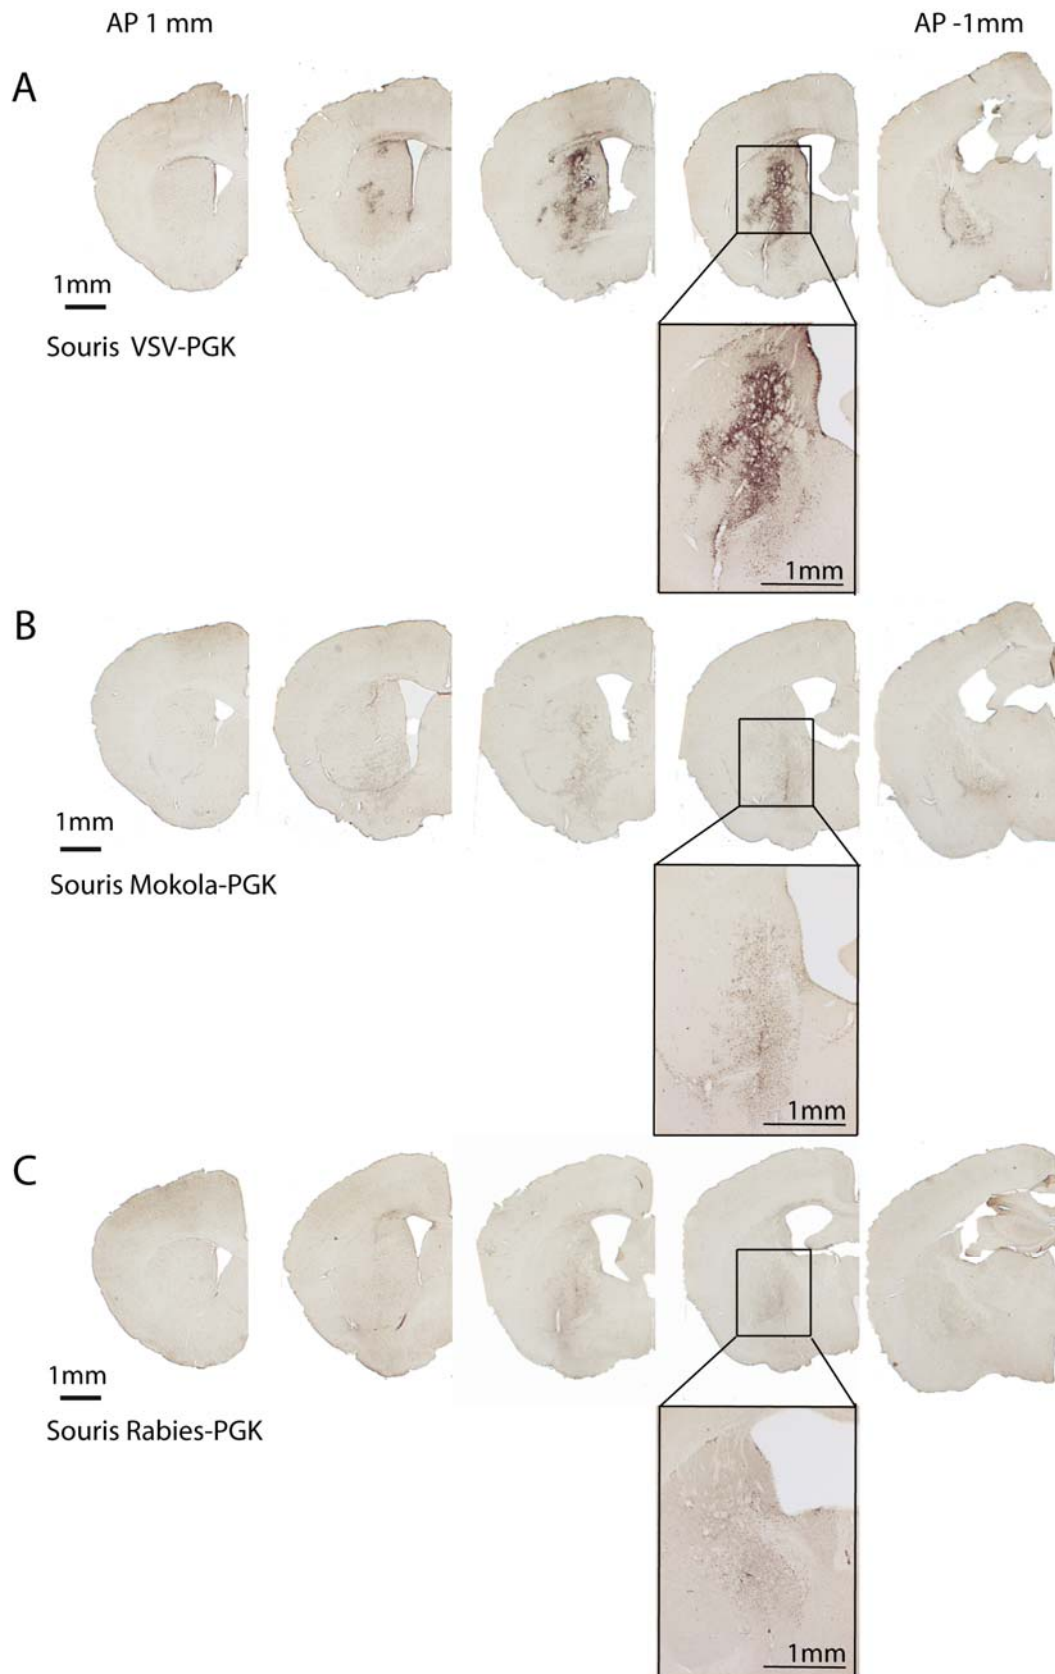 AP 1 mm
AP -1mm
A
1mm
Souris VSV-PGK
1mm
B
1mm
Souris Mokola-PGK
1mm
C
1mm
Souris Rabies-PGK
1mm